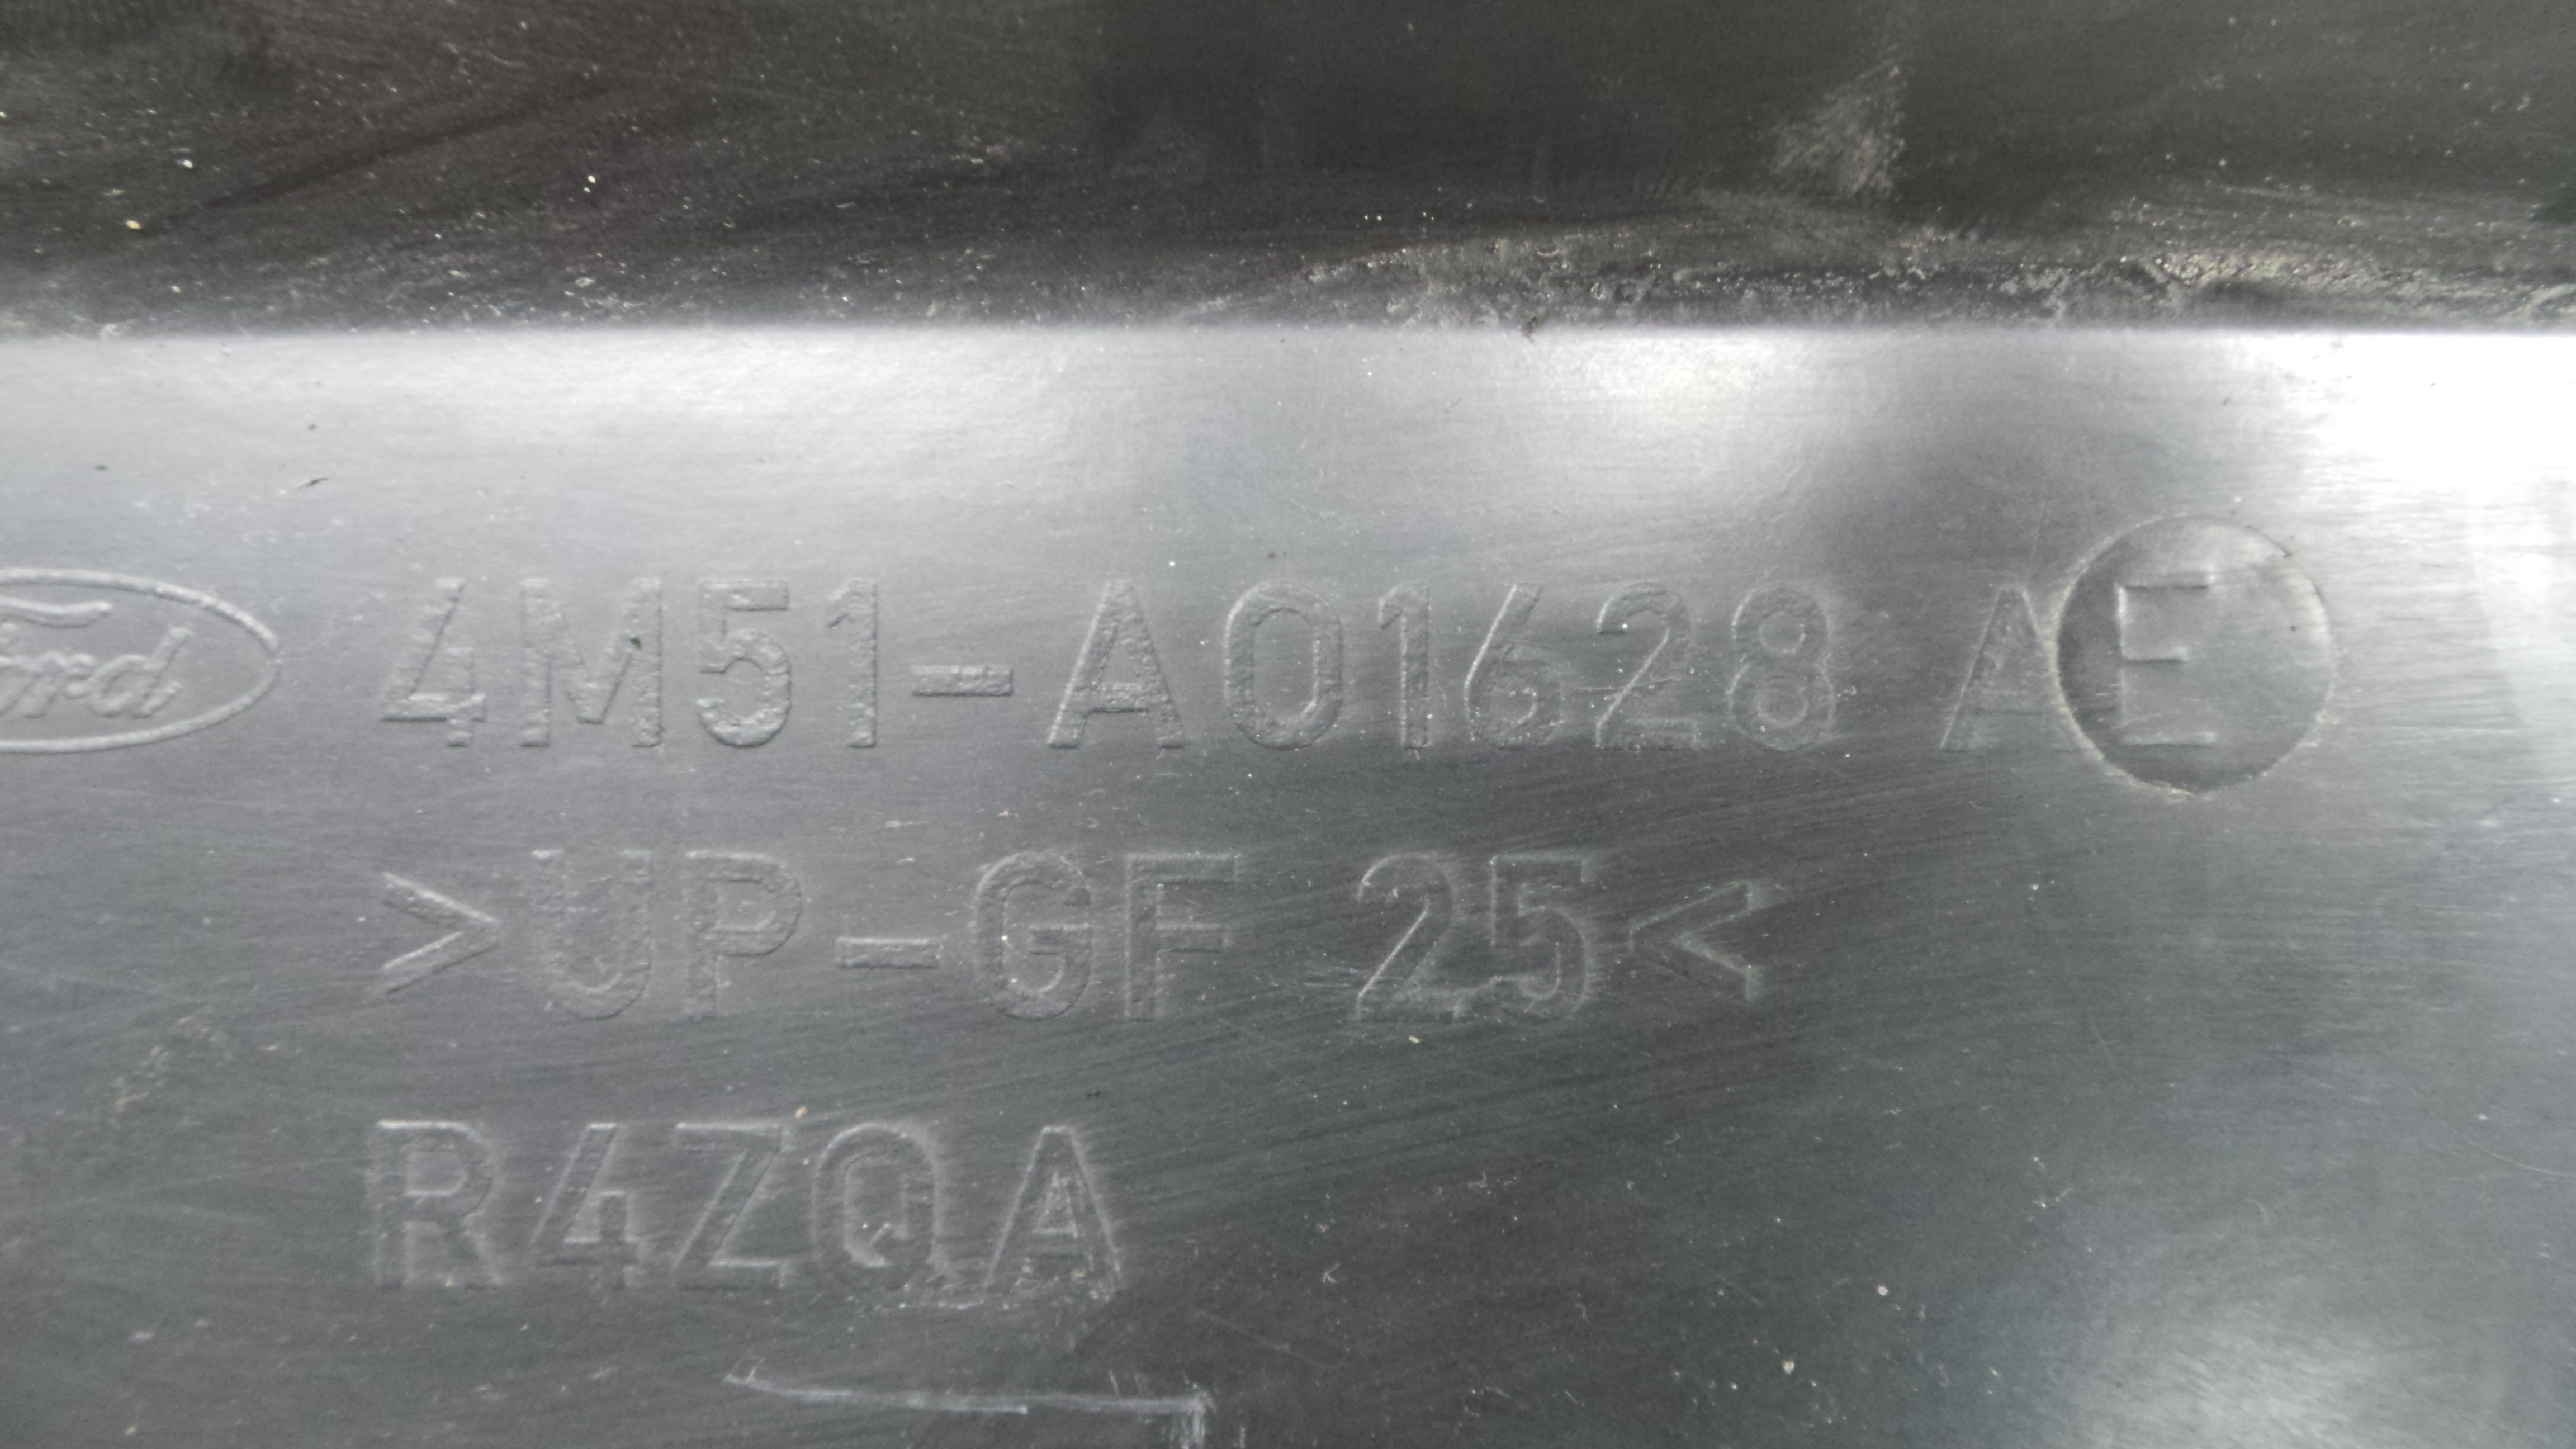 Ford 4M51-A01628 AE
>UP-GF 25<
R4ZQA